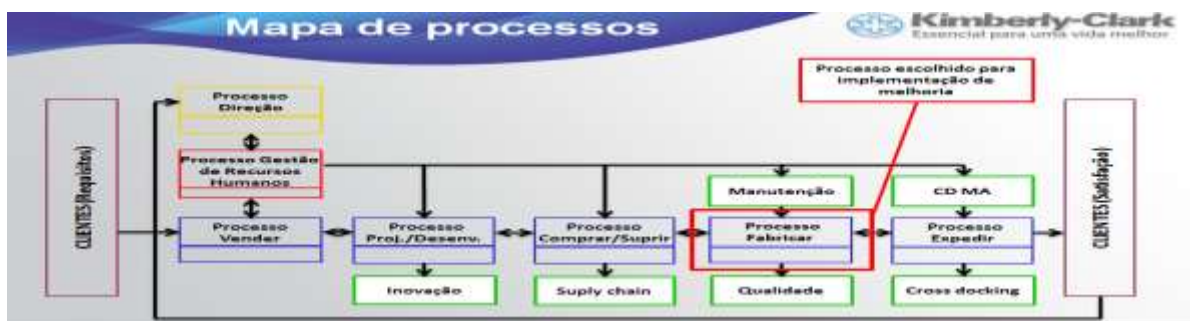 Mapa de processos
Kimberly-Clark
Essencial para uma vida melhor
Processo escolhido para
implementação de
melhoria
CLIENTES (Requisitos)
Processo
Direção
Processo Gestão
de Recursos
Humanos
Manutenção
CD MA
Processo
Vender
Processo
Proj./Desenv.
Processo
Comprar/Suprir
Processo
Fabricar
Processo
Expedir
CLIENTES (Satisfação)
Inovação
Suply chain
Qualidade
Cross docking